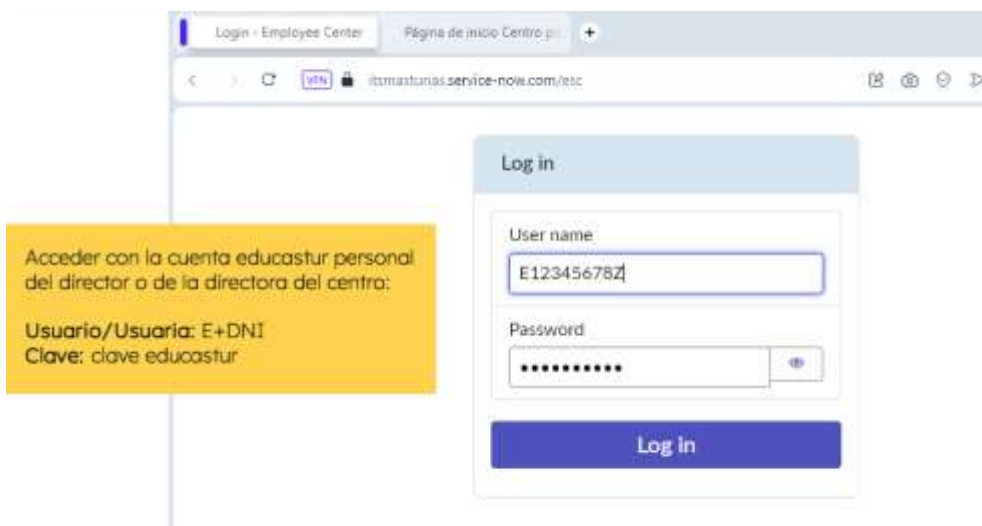 Login - Employee Center
Página de inicio Centro p
VPN
itsmasturias.service-now.com/esc
Log in
User name
E12345678Z
Password
Log in
Acceder con la cuenta educastur personal
del director o de la directora del centro:
Usuario/Usuaria: E+DNI
Clave: clave educastur